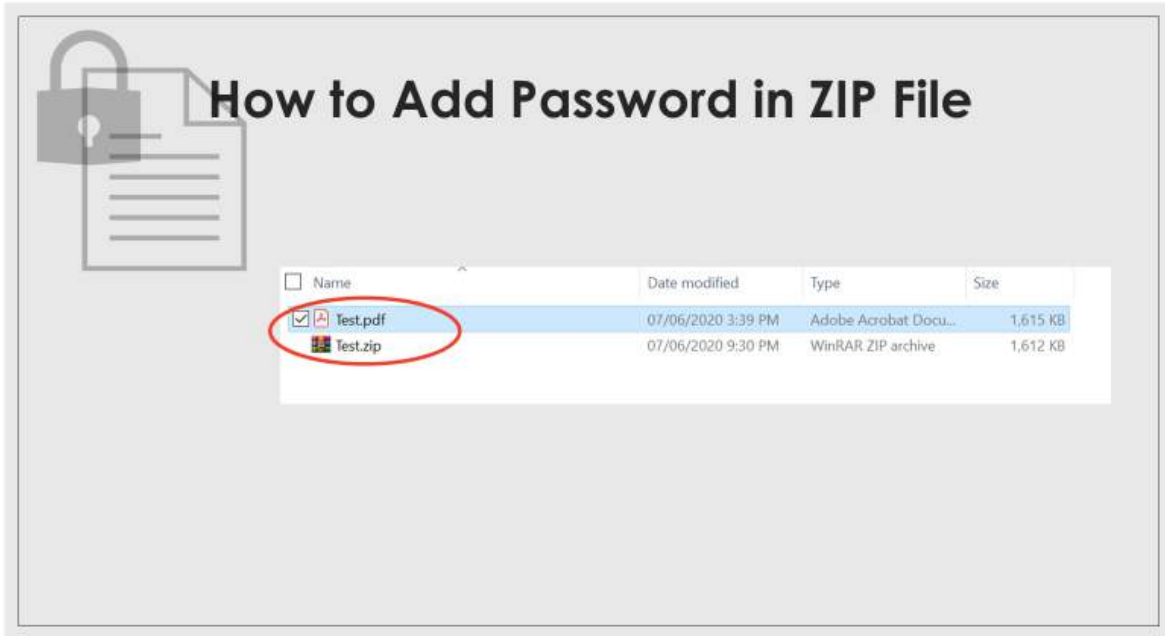 How to Add Password in ZIP File
Name Date modified Type Size
Test.pdf 07/06/2020 3:39 PM Adobe Acrobat Docu... 1,615 KB
Test.zip 07/06/2020 9:30 PM WinRAR ZIP archive 1,612 KB